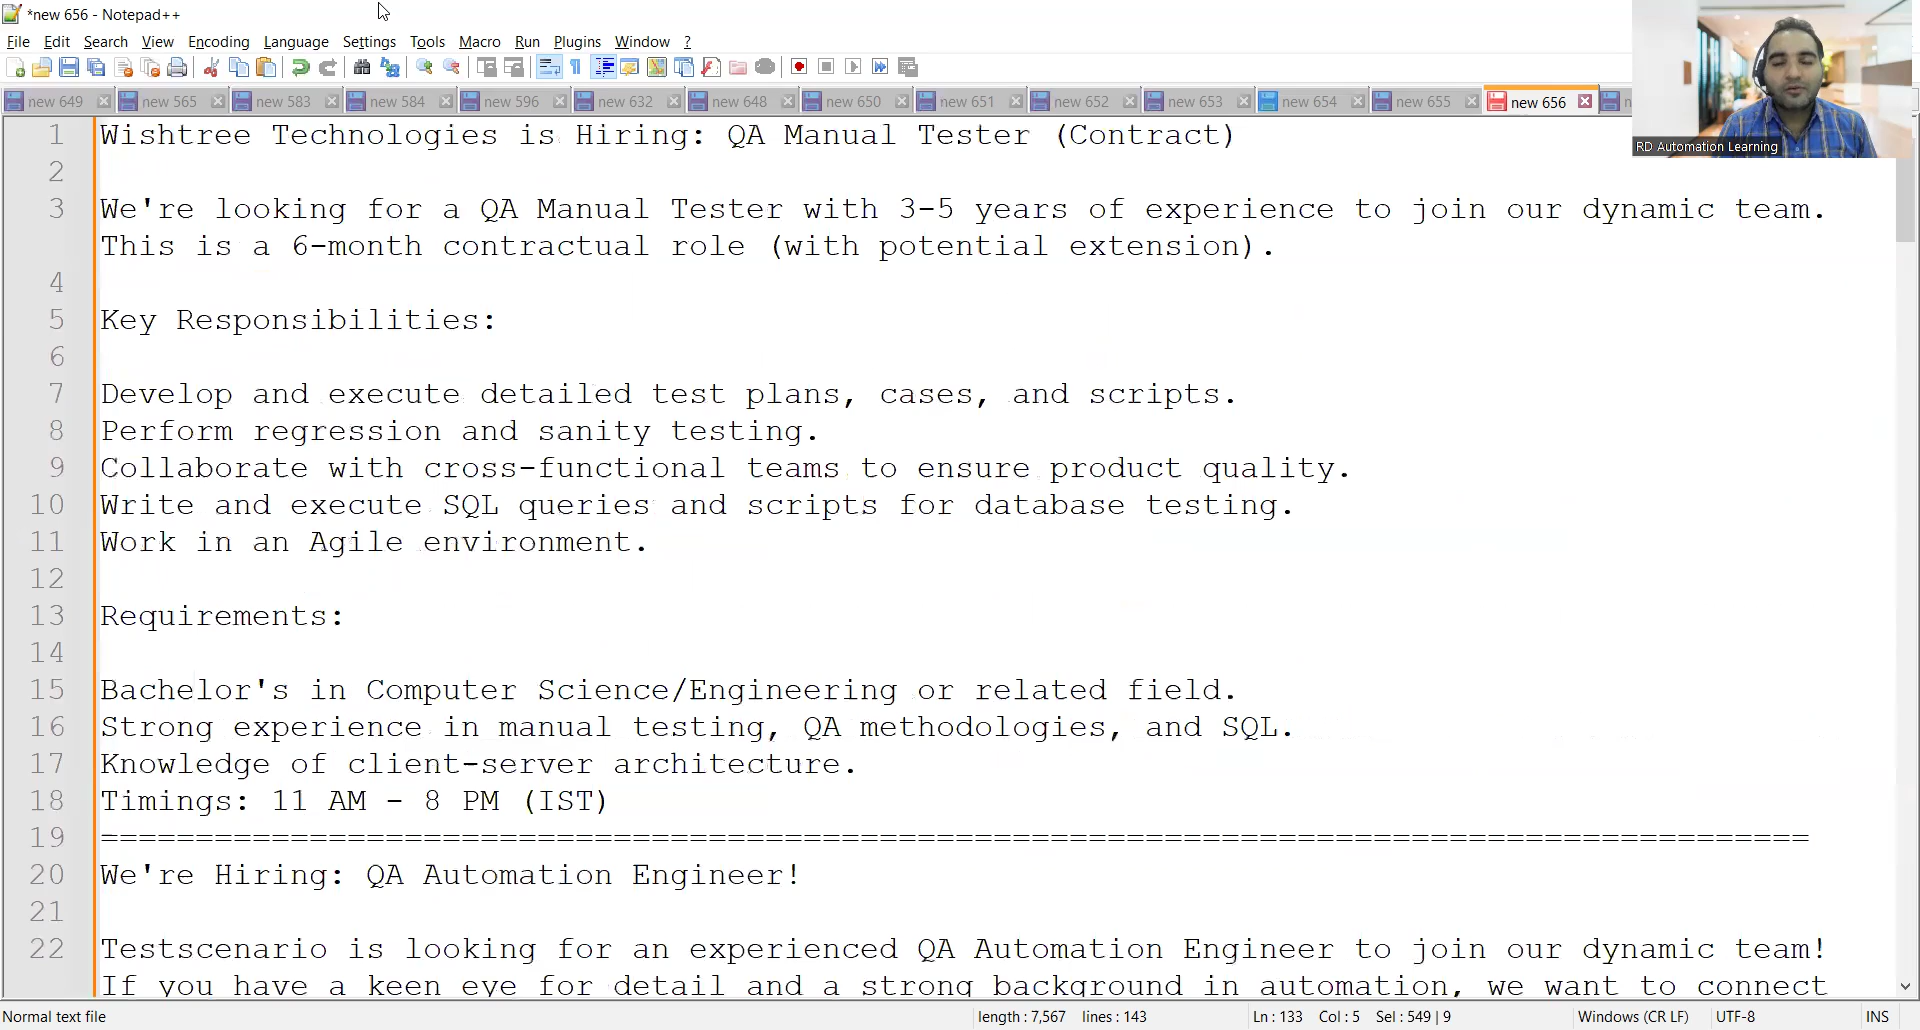 *new 656 - Notepad++
File Edit Search View Encoding Language Settings Tools Macro Run Plugins Window ?
new 649 new 565 new 583 new 584 new 596 new 632 new 648 new 650 new 651 new 652 new 653 new 654 new 655 new 656
RD Automation Learning
1 Wishtree Technologies is Hiring: QA Manual Tester (Contract)
2
3 We're looking for a QA Manual Tester with 3-5 years of experience to join our dynamic team.
This is a 6-month contractual role (with potential extension).
4
5 Key Responsibilities:
6
7 Develop and execute detailed test plans, cases, and scripts.
8 Perform regression and sanity testing.
9 Collaborate with cross-functional teams to ensure product quality.
10 Write and execute SQL queries and scripts for database testing.
11 Work in an Agile environment.
12
13 Requirements:
14
15 Bachelor's in Computer Science/Engineering or related field.
16 Strong experience in manual testing, QA methodologies, and SQL.
17 Knowledge of client-server architecture.
18 Timings: 11 AM - 8 PM (IST)
19 ==========================================================================================
20 We're Hiring: QA Automation Engineer!
21
22 Testscenario is looking for an experienced QA Automation Engineer to join our dynamic team!
If you have a keen eye for detail and a strong background in automation, we want to connect
Normal text file length : 7,567 lines : 143 Ln : 133 Col : 5 Sel : 549 | 9 Windows (CR LF) UTF-8 INS